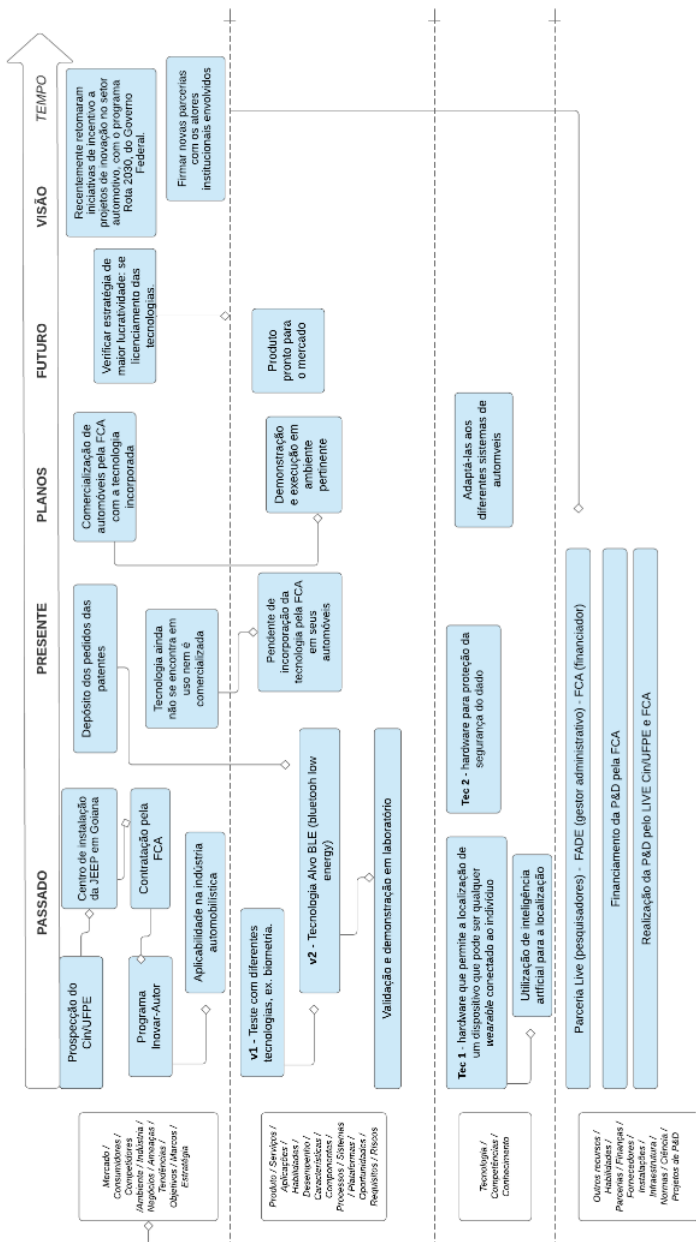 PASSADO
PRESENTE
PLANOS
FUTURO
VISÃO
TEMPO
Mercado /
Consumidores /
Competidores
/Ambiente / Indústria /
Negócios / Ameaças /
Tendências /
Objetivos / Marcos /
Estratégia
Prospecção do
Cin/UFPE
Centro de instalação
da JEEP em Goiana
Programa
Inovar-Autor
Contratação pela
FCA
Aplicabilidade na indústria
automobilística
Depósito dos pedidos das
patentes
Tecnologia ainda
não se encontra em
uso nem é
comercializada
Comercialização de
automóveis pela FCA
com a tecnologia
incorporada
Verificar estratégia de
maior lucratividade: se
licenciamento das
tecnologias.
Recentemente retomaram
iniciativas de incentivo a
projetos de inovação no setor
automotivo, com o programa
Rota 2030, do Governo
Federal.
Firmar novas parcerias
com os atores
institucionais envolvidos
Produto / Serviços /
Aplicações /
Habilidades /
Desempenho /
Características /
Componantes /
Processos / Sistemas
/ Plataformas /
Oportunidades /
Requisitos / Riscos
v1 - Teste com diferentes
tecnologias, ex. biometria.
v2 - Tecnologia Alvo BLE (bluetooh low
energy)
Validação e demonstração em laboratório
Pendente de
incorporação da
tecnologia pela FCA
em seus
automóveis
Demonstração
e execução em
ambiente
pertinente
Produto
pronto para
o mercado
Tecnologia /
Competências /
Conhecimento
Tec 1 - hardware que permite a localização de
um dispositivo que pode ser qualquer
wearable conectado ao indivíduo
Utilização de inteligência
artficial para a localização
Tec 2 - hardware para proteção da
segurança do dado
Adaptá-las aos
diferentes sistemas de
automveis
Outros recursos /
Habilidades /
Parcerias / Finanças /
Fornecedores /
instalações /
Infraestrutura /
Normas / Ciência /
Projetos de P&D
Parceria Live (pesquisadores) - FADE (gestor administrativo) - FCA (financiador)
Financiamento da P&D pela FCA
Realização da P&D pelo LIVE Cin/UFPE e FCA